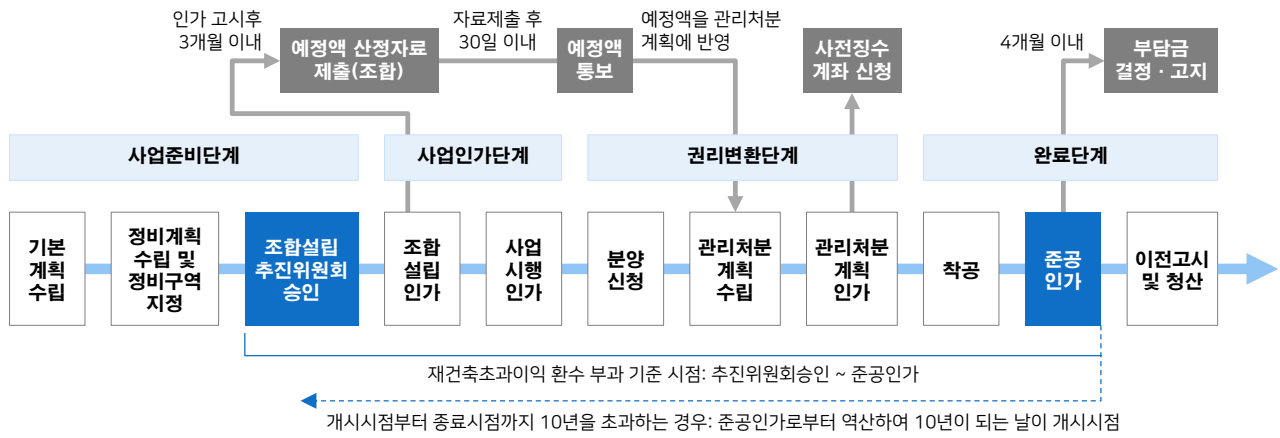 인가 고시후
3개월 이내
예정액 산정자료
제출(조합)
자료제출 후
30일 이내
예정액
통보
예정액을 관리처분
계획에 반영
사전징수
계좌 신청
4개월 이내
부담금
결정 · 고지
사업준비단계
사업인가단계
권리변환단계
완료단계
기본
계획
수립
정비계획
수립 및
정비구역
지정
조합설립
추진위원회
승인
조합
설립
인가
사업
시행
인가
분양
신청
관리처분
계획
수립
관리처분
계획
인가
착공
준공
인가
이전고시
및 청산
재건축초과이익 환수 부과 기준 시점: 추진위원회승인 ~ 준공인가
개시시점부터 종료시점까지 10년을 초과하는 경우: 준공인가로부터 역산하여 10년이 되는 날이 개시시점